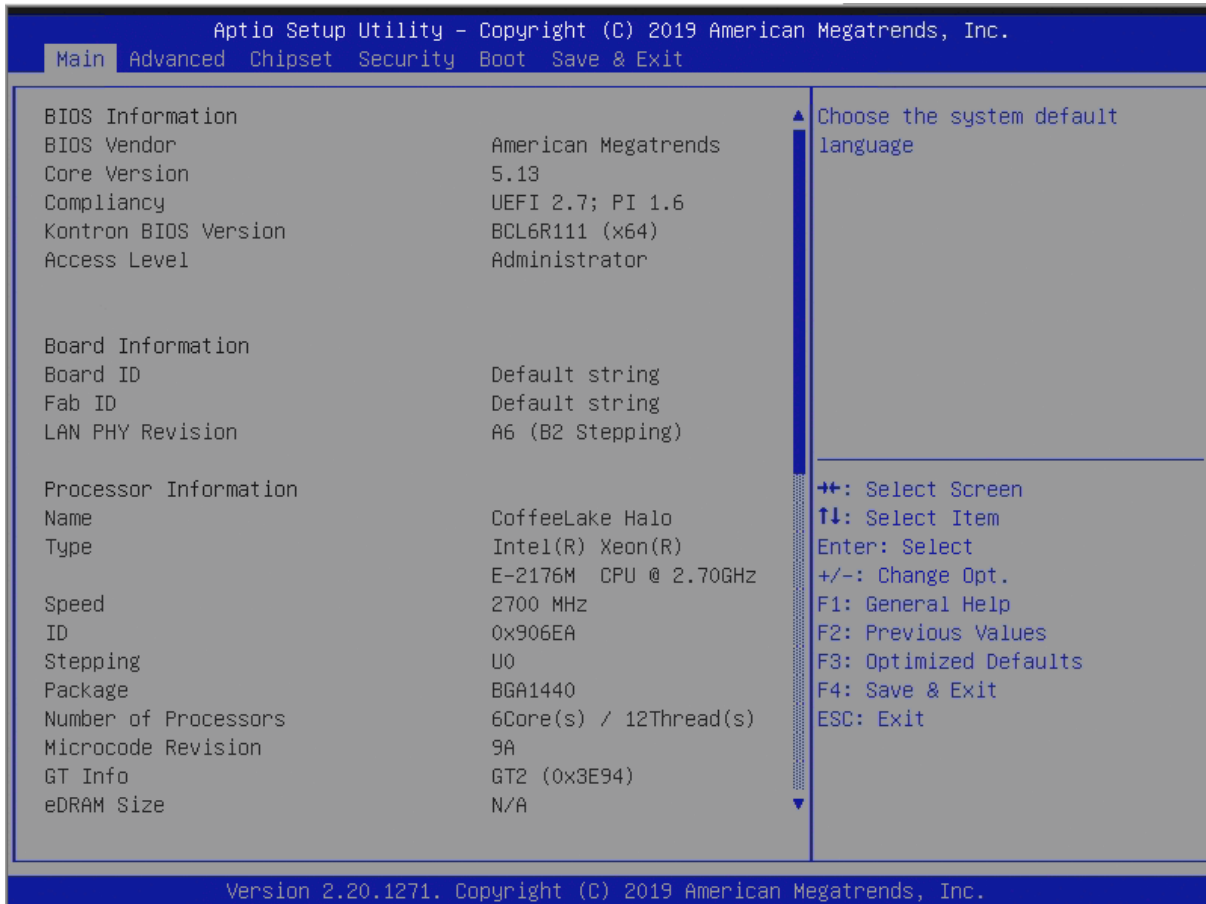 Aptio Setup Utility – Copyright (C) 2019 American Megatrends, Inc.
Main Advanced Chipset Security Boot Save & Exit
BIOS Information
BIOS Vendor American Megatrends
Core Version 5.13
Compliancy UEFI 2.7; PI 1.6
Kontron BIOS Version BCL6R111 (x64)
Access Level Administrator
Board Information
Board ID Default string
Fab ID Default string
LAN PHY Revision A6 (B2 Stepping)
Processor Information
Name CoffeeLake Halo
Type Intel(R) Xeon(R)
E-2176M CPU @ 2.70GHz
Speed 2700 MHz
ID 0x906EA
Stepping U0
Package BGA1440
Number of Processors 6Core(s) / 12Thread(s)
Microcode Revision 9A
GT Info GT2 (0x3E94)
eDRAM Size N/A
Choose the system default
language
→←: Select Screen
↑↓: Select Item
Enter: Select
+/-: Change Opt.
F1: General Help
F2: Previous Values
F3: Optimized Defaults
F4: Save & Exit
ESC: Exit
Version 2.20.1271. Copyright (C) 2019 American Megatrends, Inc.